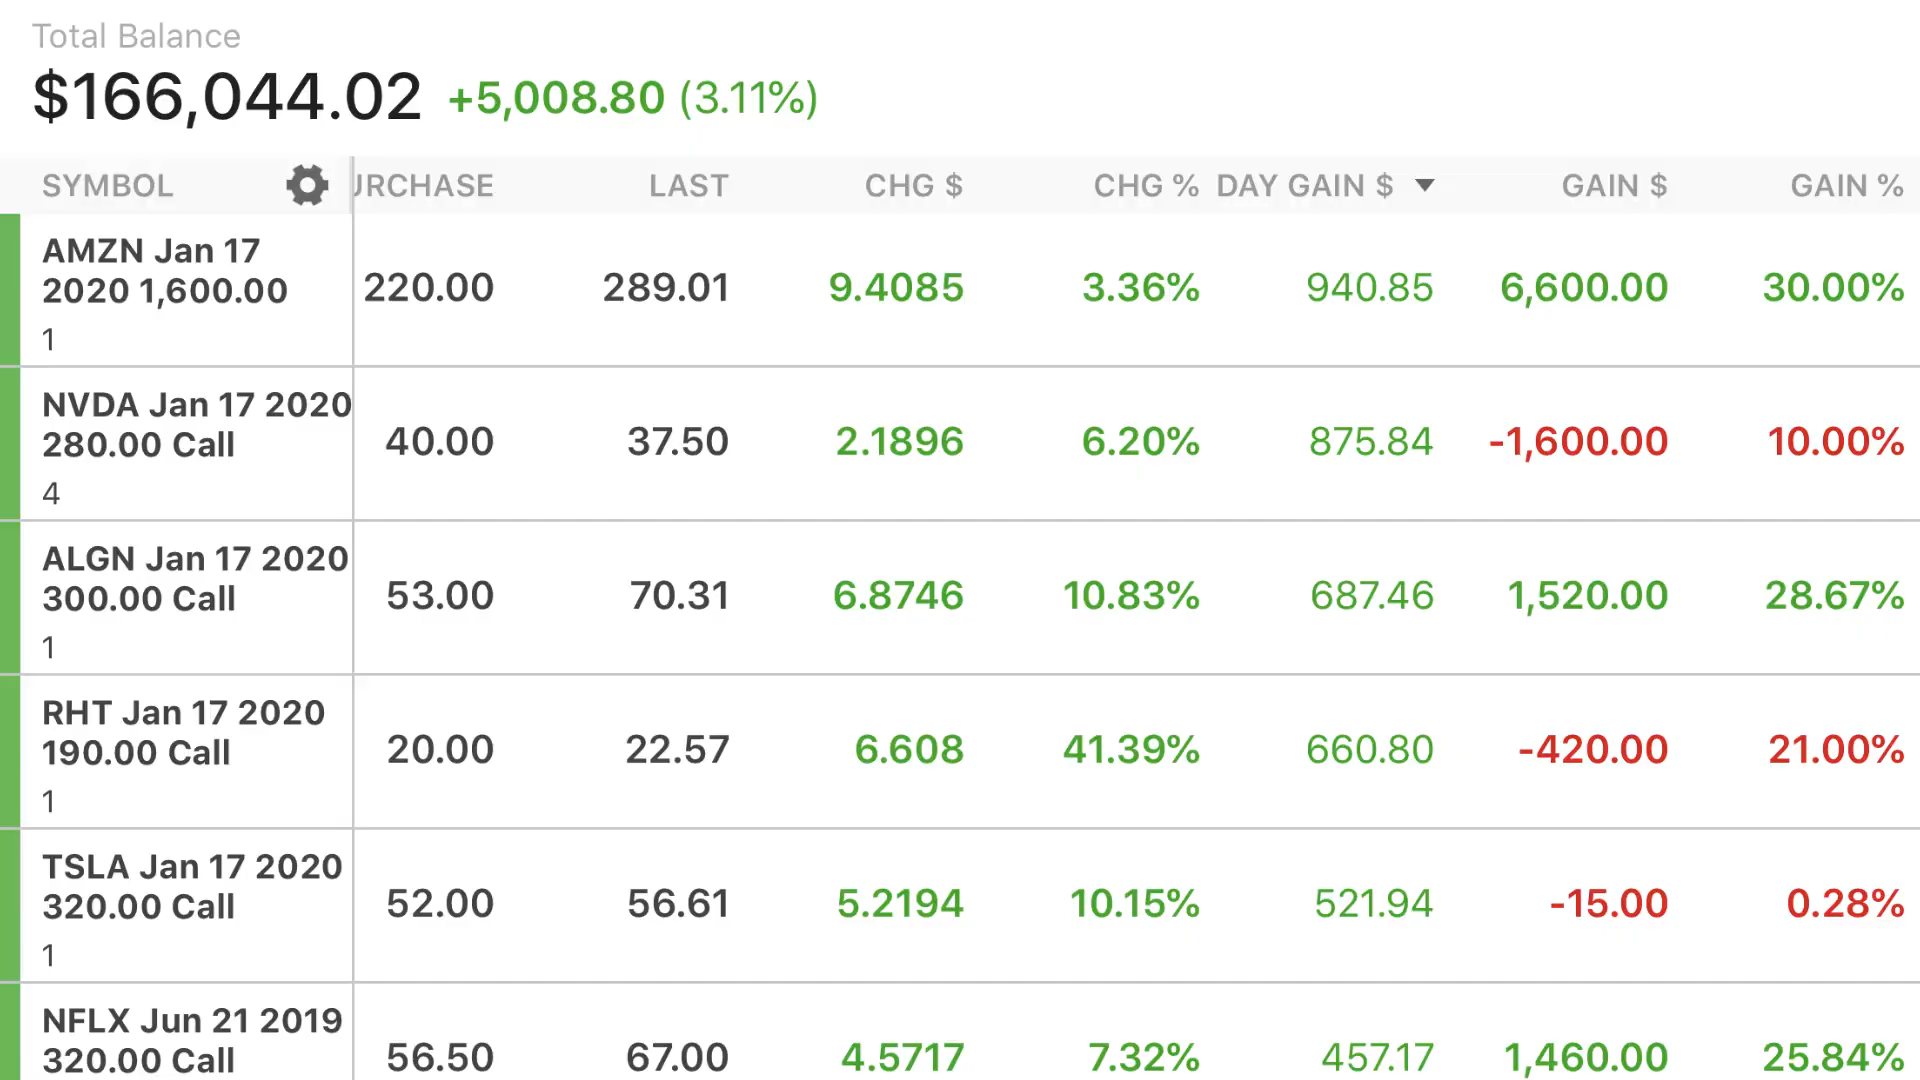 Total Balance
$166,044.02 +5,008.80 (3.11%)
SYMBOL URCHASE LAST CHG $ CHG % DAY GAIN $ GAIN $ GAIN %
AMZN Jan 17
2020 1,600.00
1
220.00 289.01 9.4085 3.36% 940.85 6,600.00 30.00%
NVDA Jan 17 2020
280.00 Call
4
40.00 37.50 2.1896 6.20% 875.84 -1,600.00 10.00%
ALGN Jan 17 2020
300.00 Call
1
53.00 70.31 6.8746 10.83% 687.46 1,520.00 28.67%
RHT Jan 17 2020
190.00 Call
1
20.00 22.57 6.608 41.39% 660.80 -420.00 21.00%
TSLA Jan 17 2020
320.00 Call
1
52.00 56.61 5.2194 10.15% 521.94 -15.00 0.28%
NFLX Jun 21 2019
320.00 Call
56.50 67.00 4.5717 7.32% 457.17 1,460.00 25.84%